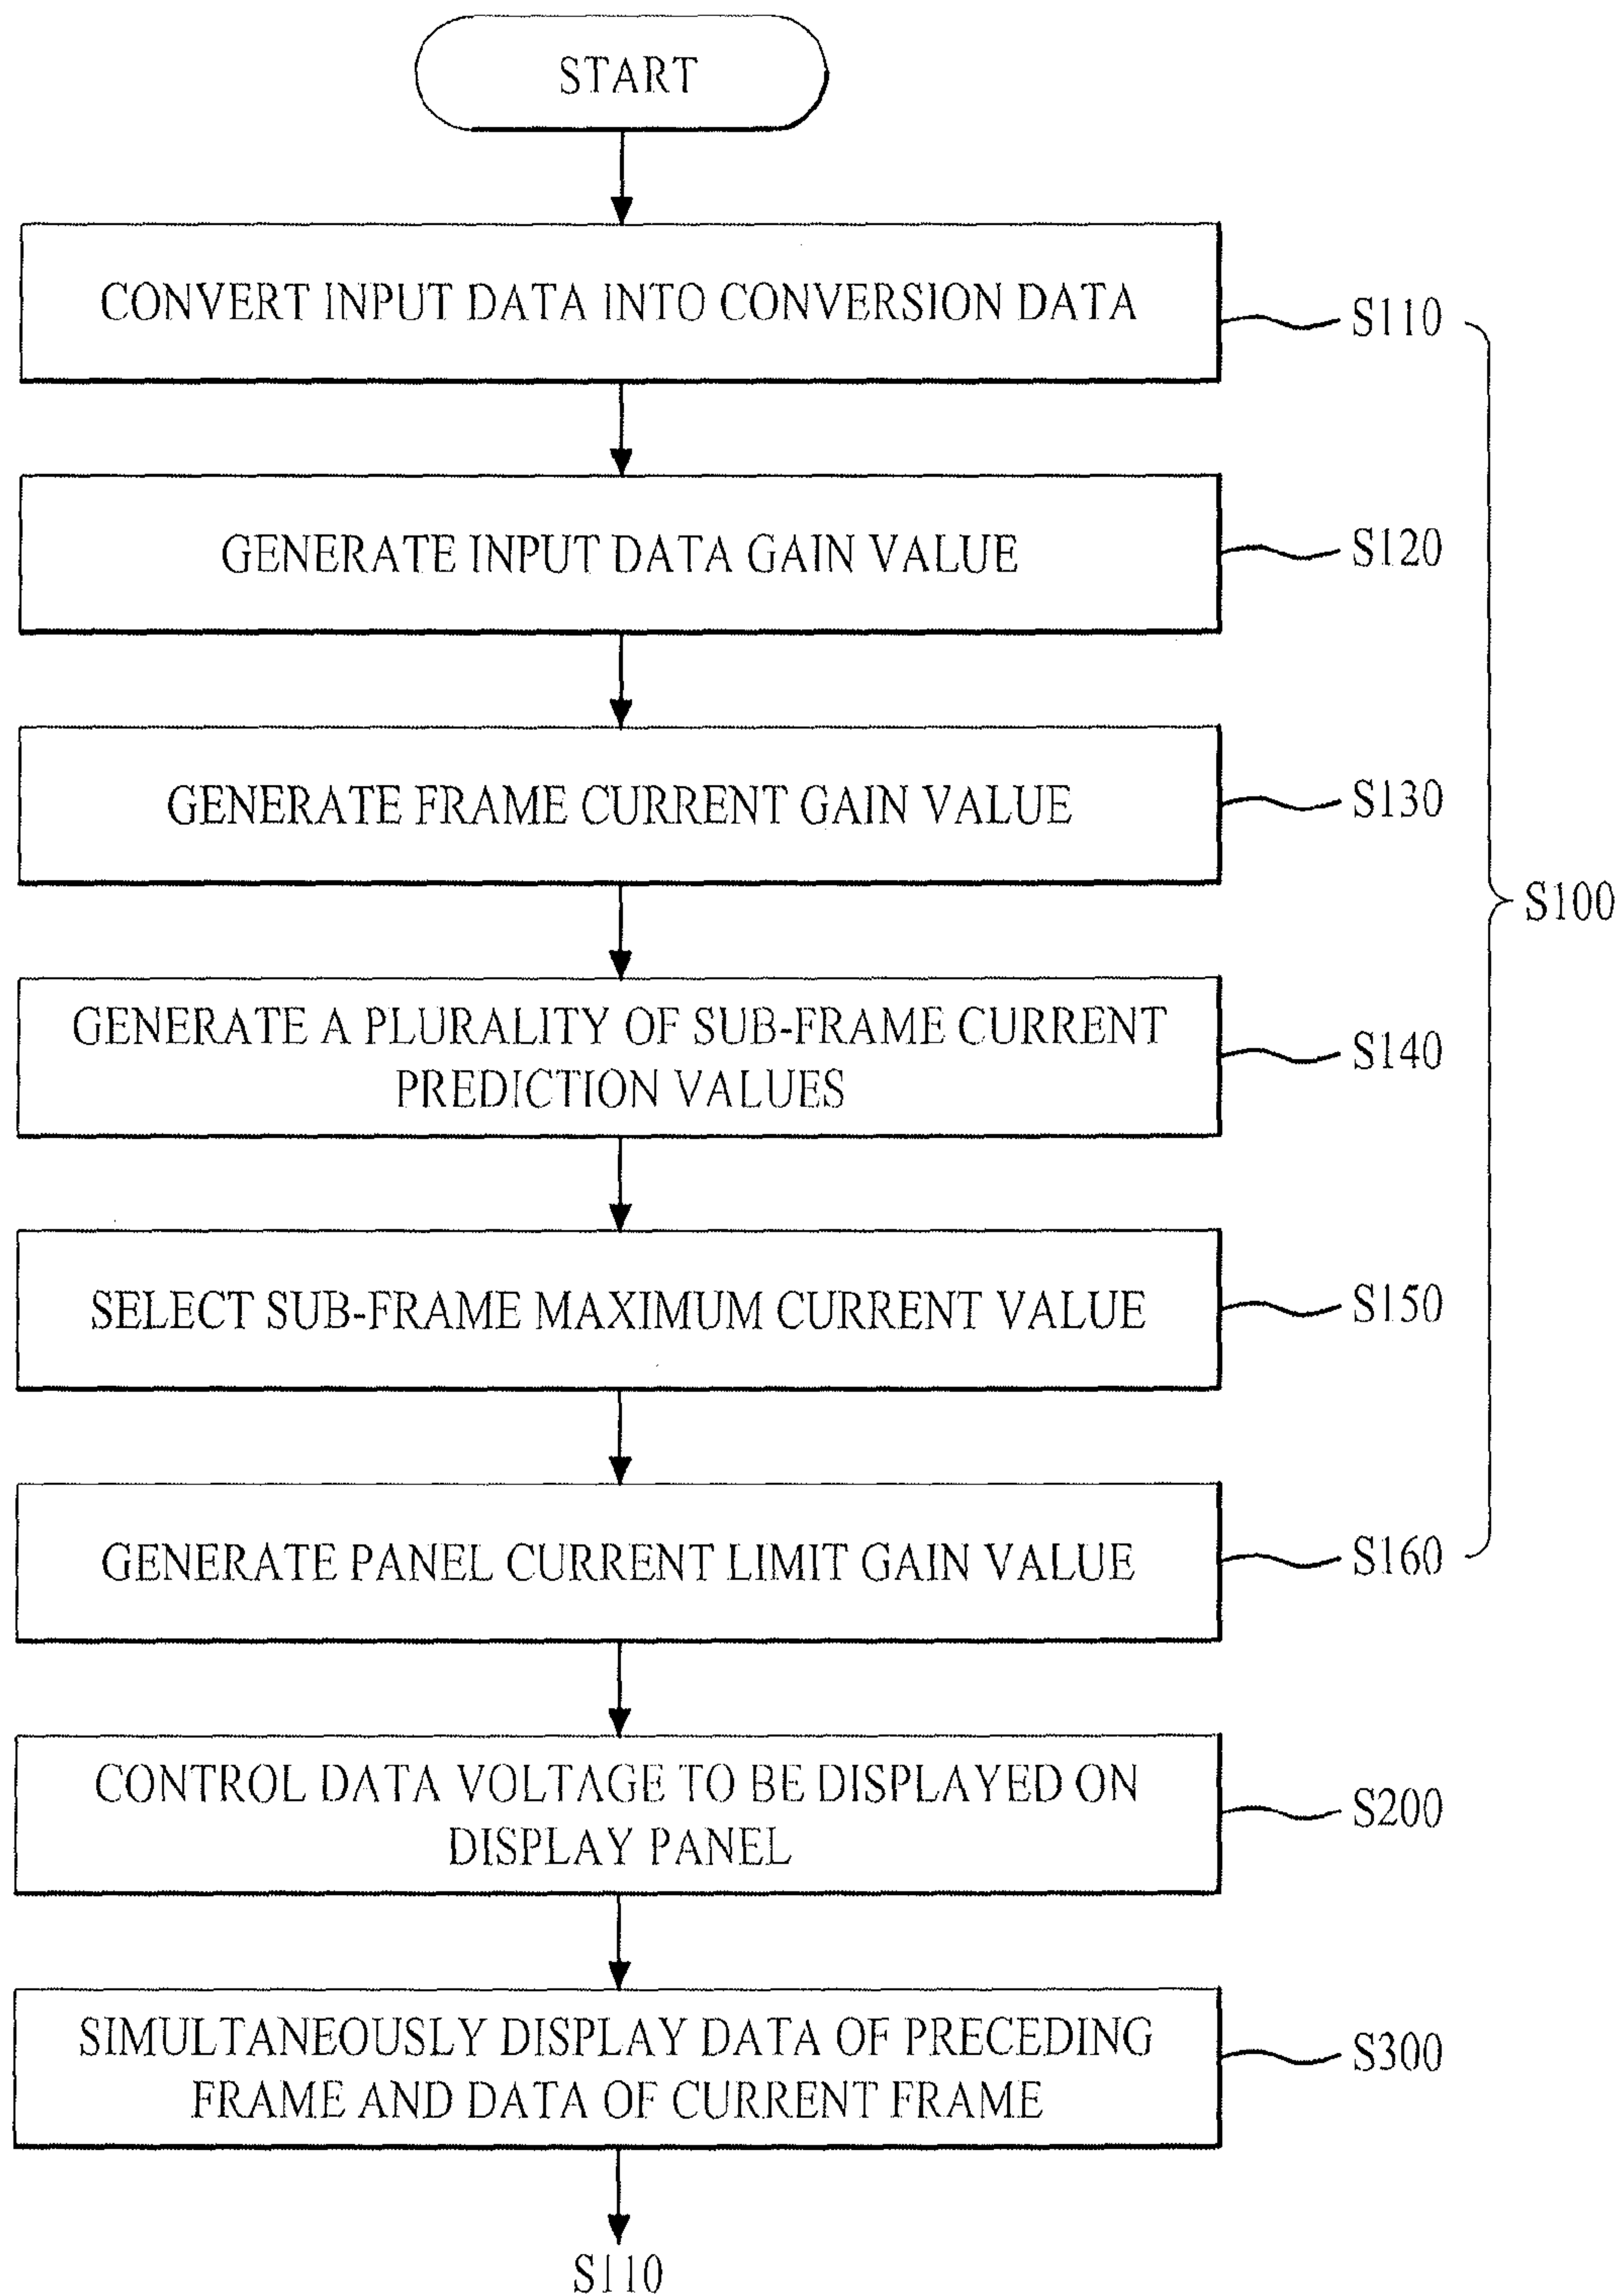 START
CONVERT INPUT DATA INTO CONVERSION DATA
S110
GENERATE INPUT DATA GAIN VALUE
S120
GENERATE FRAME CURRENT GAIN VALUE
S130
S100
GENERATE A PLURALITY OF SUB-FRAME CURRENT
PREDICTION VALUES
S140
SELECT SUB-FRAME MAXIMUM CURRENT VALUE
S150
GENERATE PANEL CURRENT LIMIT GAIN VALUE
S160
CONTROL DATA VOLTAGE TO BE DISPLAYED ON
DISPLAY PANEL
S200
SIMULTANEOUSLY DISPLAY DATA OF PRECEDING
FRAME AND DATA OF CURRENT FRAME
S300
S110